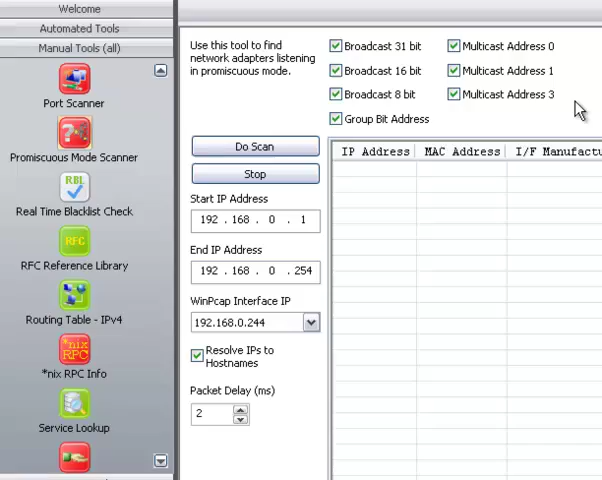 Welcome
Automated Tools
Manual Tools (all)
Port Scanner
Promiscuous Mode Scanner
RBL
Real Time Blacklist Check
RFC
RFC Reference Library
Routing Table - IPv4
*nix
RPC
*nix RPC Info
Service Lookup
Use this tool to find
network adapters listening
in promiscuous mode.
Broadcast 31 bit
Multicast Address 0
Broadcast 16 bit
Multicast Address 1
Broadcast 8 bit
Multicast Address 3
Group Bit Address
Do Scan
Stop
Start IP Address
192 . 168 . 0 . 1
End IP Address
192 . 168 . 0 . 254
WinPcap Interface IP
192.168.0.244
Resolve IPs to
Hostnames
Packet Delay (ms)
2
IP Address MAC Address I/F Manufactu